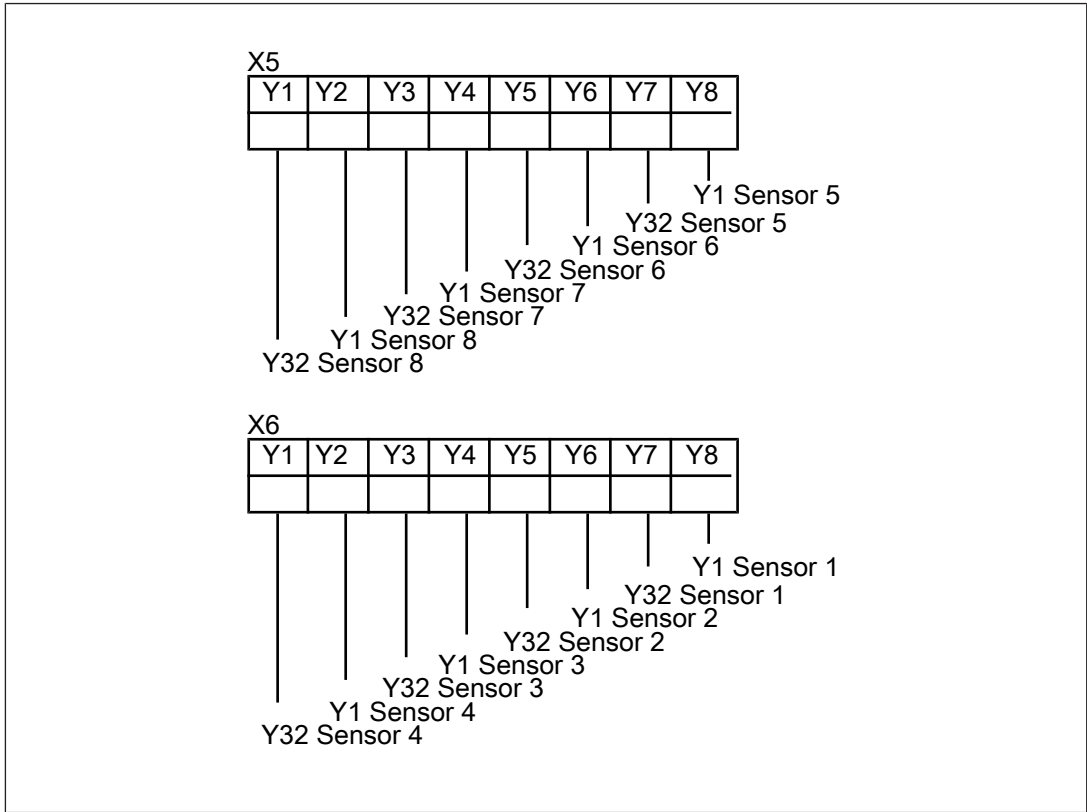 X5
Y1 Y2 Y3 Y4 Y5 Y6 Y7 Y8
Y1 Sensor 5
Y32 Sensor 5
Y1 Sensor 6
Y32 Sensor 6
Y1 Sensor 7
Y32 Sensor 7
Y1 Sensor 8
Y32 Sensor 8
X6
Y1 Y2 Y3 Y4 Y5 Y6 Y7 Y8
Y1 Sensor 1
Y32 Sensor 1
Y1 Sensor 2
Y32 Sensor 2
Y1 Sensor 3
Y32 Sensor 3
Y1 Sensor 4
Y32 Sensor 4